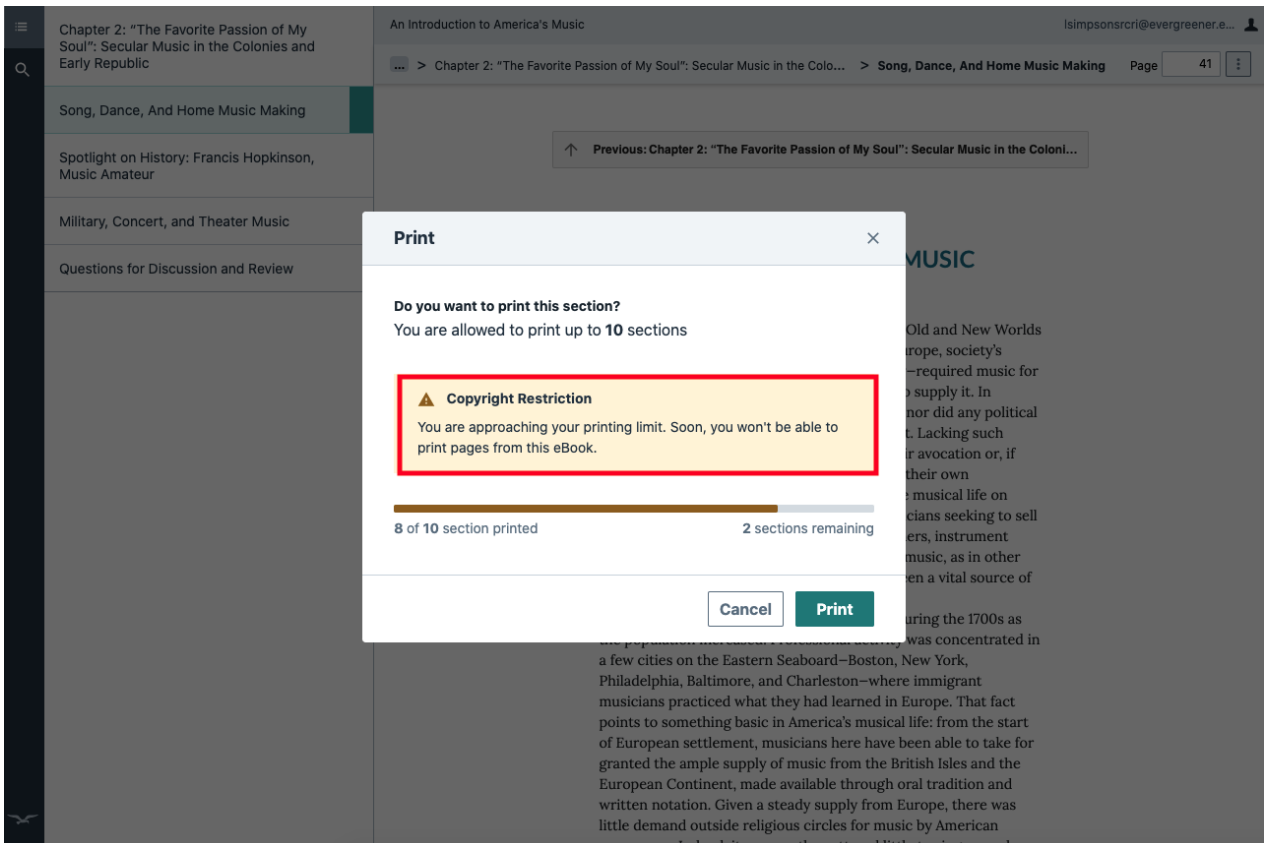 Chapter 2: “The Favorite Passion of My
Soul”: Secular Music in the Colonies and
Early Republic
Song, Dance, And Home Music Making
Spotlight on History: Francis Hopkinson,
Music Amateur
Military, Concert, and Theater Music
Questions for Discussion and Review
An Introduction to America's Music
lsimpsonsrcri@evergreener.e...
... > Chapter 2: “The Favorite Passion of My Soul”: Secular Music in the Colo... > Song, Dance, And Home Music Making Page 41
Previous: Chapter 2: “The Favorite Passion of My Soul”: Secular Music in the Coloni...
Print
Do you want to print this section?
You are allowed to print up to 10 sections
Copyright Restriction
You are approaching your printing limit. Soon, you won't be able to
print pages from this eBook.
8 of 10 section printed
2 sections remaining
Cancel
Print
MUSIC
Old and New Worlds
urope, society’s
—required music for
supply it. In
nor did any political
t. Lacking such
ir avocation or, if
their own
musical life on
cians seeking to sell
ers, instrument
music, as in other
en a vital source of
uring the 1700s as
the population increased. Professional activity was concentrated in
a few cities on the Eastern Seaboard—Boston, New York,
Philadelphia, Baltimore, and Charleston—where immigrant
musicians practiced what they had learned in Europe. That fact
points to something basic in America’s musical life: from the start
of European settlement, musicians here have been able to take for
granted the ample supply of music from the British Isles and the
European Continent, made available through oral tradition and
written notation. Given a steady supply from Europe, there was
little demand outside religious circles for music by American